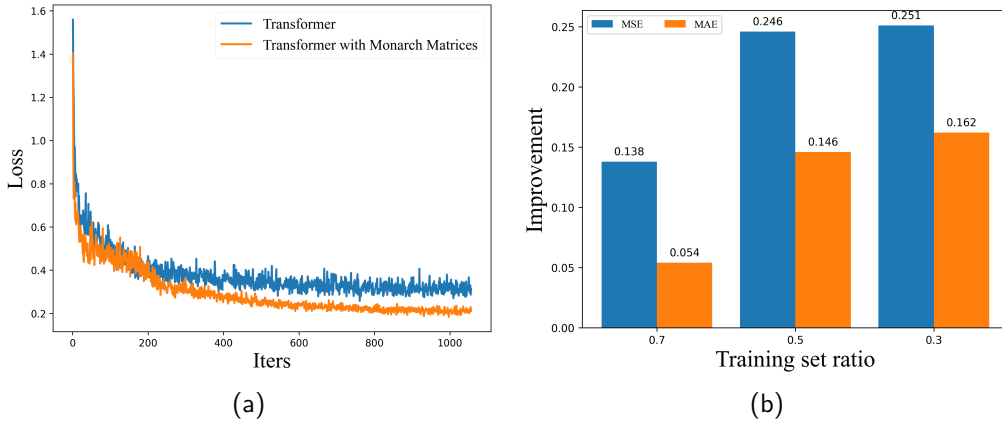 Transformer
Transformer with Monarch Matrices
1.6
1.4
1.2
1.0
0.8
0.6
0.4
0.2
Loss
0
200
400
600
800
1000
Iters
(a)
MSE
MAE
0.25
0.20
0.15
0.10
0.05
0.00
Improvement
0.138
0.054
0.246
0.146
0.251
0.162
0.7
0.5
0.3
Training set ratio
(b)